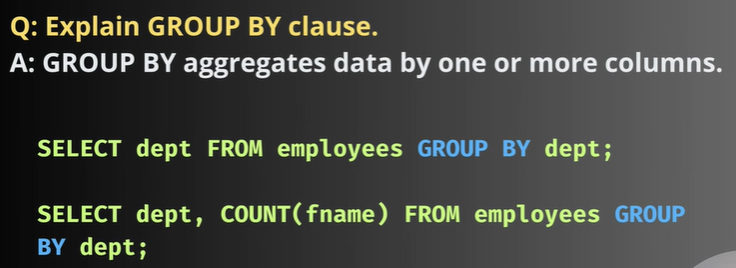 Q: Explain GROUP BY clause.
A: GROUP BY aggregates data by one or more columns.
SELECT dept FROM employees GROUP BY dept;
SELECT dept, COUNT(fname) FROM employees GROUP
BY dept;